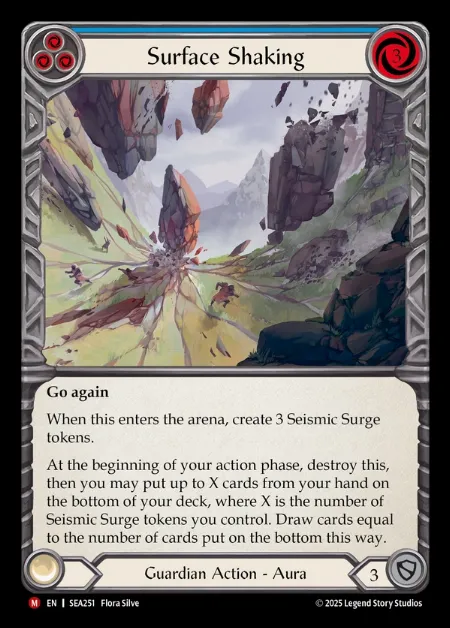 3
Surface Shaking
Go again
When this enters the arena, create 3 Seismic Surge
tokens.
At the beginning of your action phase, destroy this,
then you may put up to X cards from your hand on
the bottom of your deck, where X is the number of
Seismic Surge tokens you control. Draw cards equal
to the number of cards put on the bottom this way.
Guardian Action - Aura
3
M EN | SEA251 Flora Silve
© 2025 Legend Story Studios